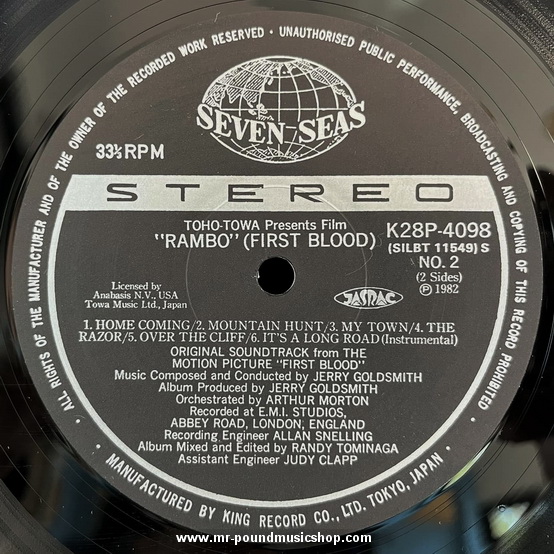 ALL RIGHTS OF THE MANUFACTURER AND OF THE OWNER OF THE RECORDED WORK RESERVED · UNAUTHORISED PUBLIC PERFORMANCE, BROADCASTING AND COPYING OF THIS RECORD PROHIBITED ·
SEVEN SEAS
33⅓RPM
STEREO
TOHO-TOWA Presents Film
"RAMBO" (FIRST BLOOD)
K28P-4098
(SILBT 11549) S
NO. 2
(2 Sides)
Ⓟ 1982
Licensed by
Anabasis N.V., USA
Towa Music Ltd., Japan
JASRAC
1. HOME COMING/2. MOUNTAIN HUNT/3. MY TOWN/4. THE
RAZOR/5. OVER THE CLIFF/6. IT'S A LONG ROAD(Instrumental)
ORIGINAL SOUNDTRACK from THE
MOTION PICTURE "FIRST BLOOD"
Music Composed and Conducted by JERRY GOLDSMITH
Album Produced by JERRY GOLDSMITH
Orchestrated by ARTHUR MORTON
Recorded at E.M.I. STUDIOS,
ABBEY ROAD, LONDON, ENGLAND
Recording Engineer ALLAN SNELLING
Album Mixed and Edited by RANDY TOMINAGA
Assistant Engineer JUDY CLAPP
· MANUFACTURED BY KING RECORD CO., LTD. TOKYO, JAPAN ·
www.mr-poundmusicshop.com